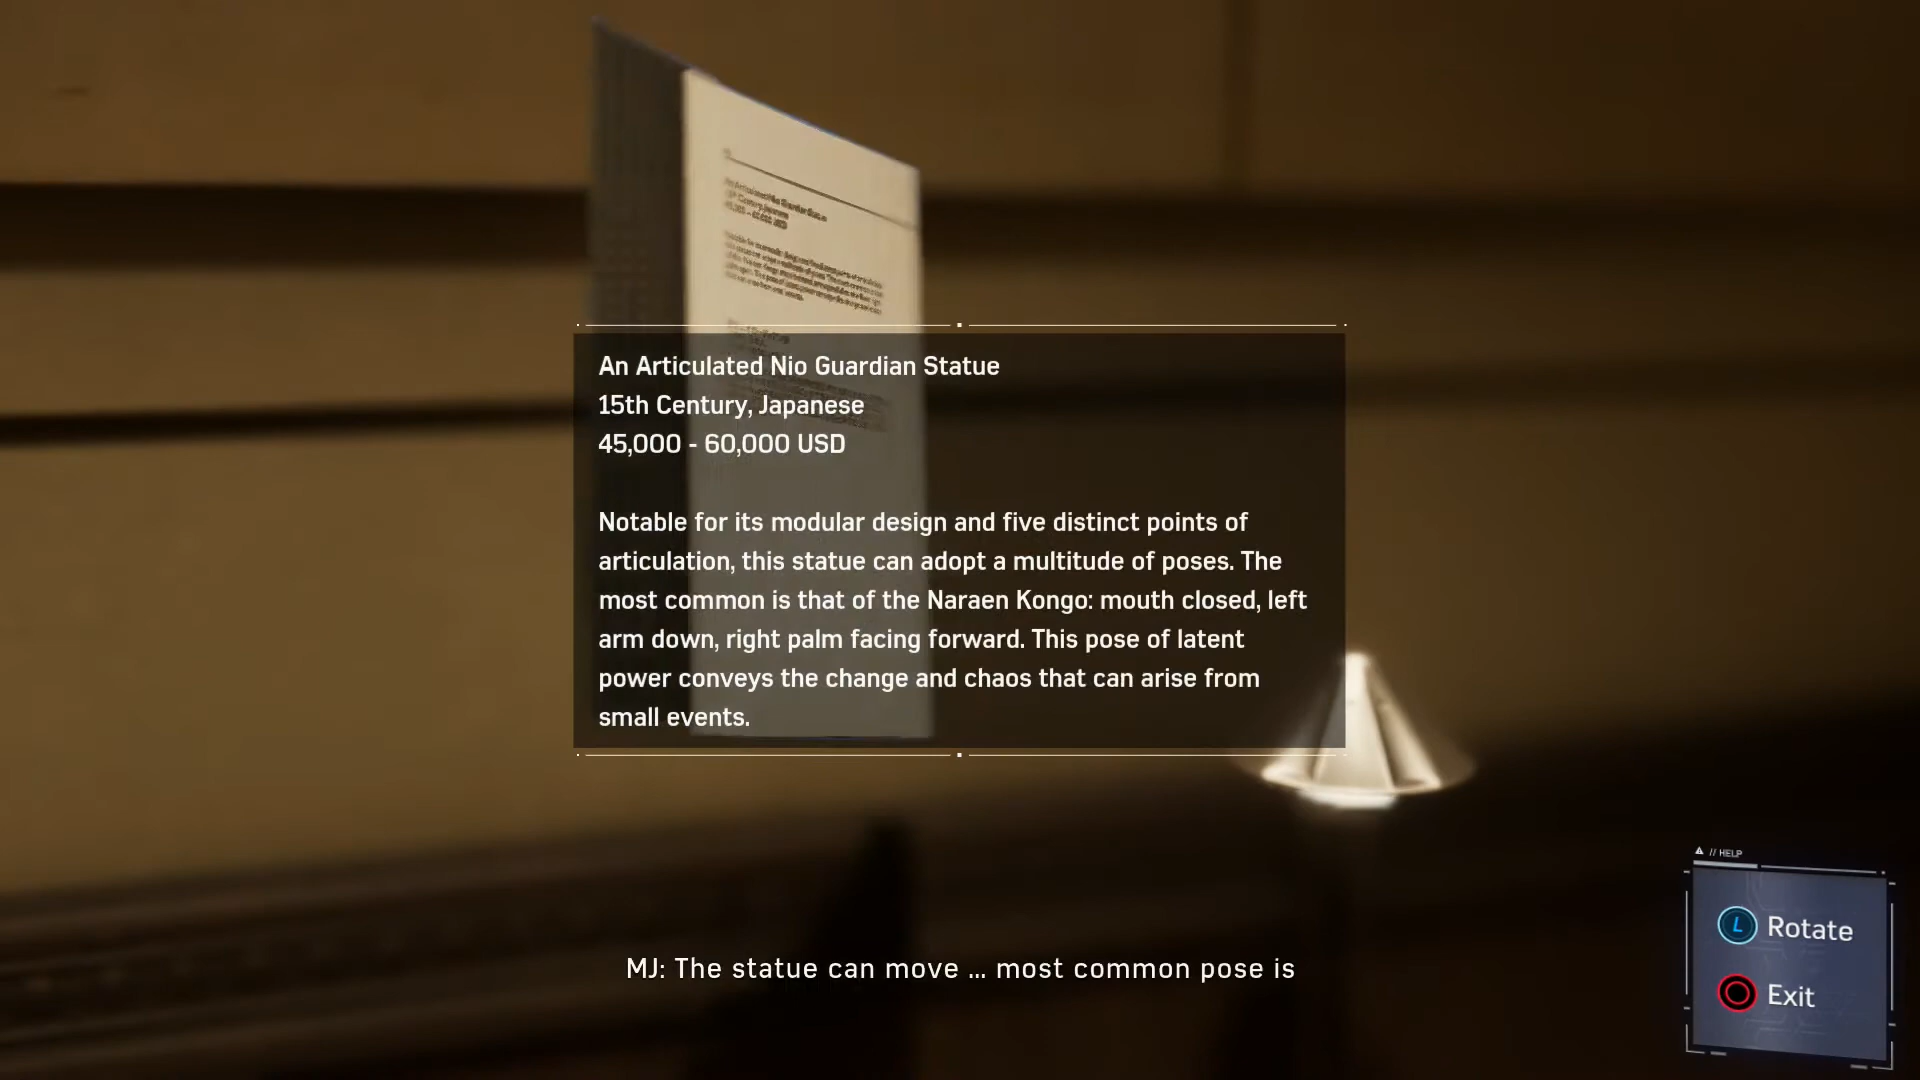 An Articulated Nio Guardian Statue
15th Century, Japanese
45,000 - 60,000 USD
Notable for its modular design and five distinct points of
articulation, this statue can adopt a multitude of poses. The
most common is that of the Naraen Kongo: mouth closed, left
arm down, right palm facing forward. This pose of latent
power conveys the change and chaos that can arise from
small events.
// HELP
L Rotate
Exit
MJ: The statue can move ... most common pose is